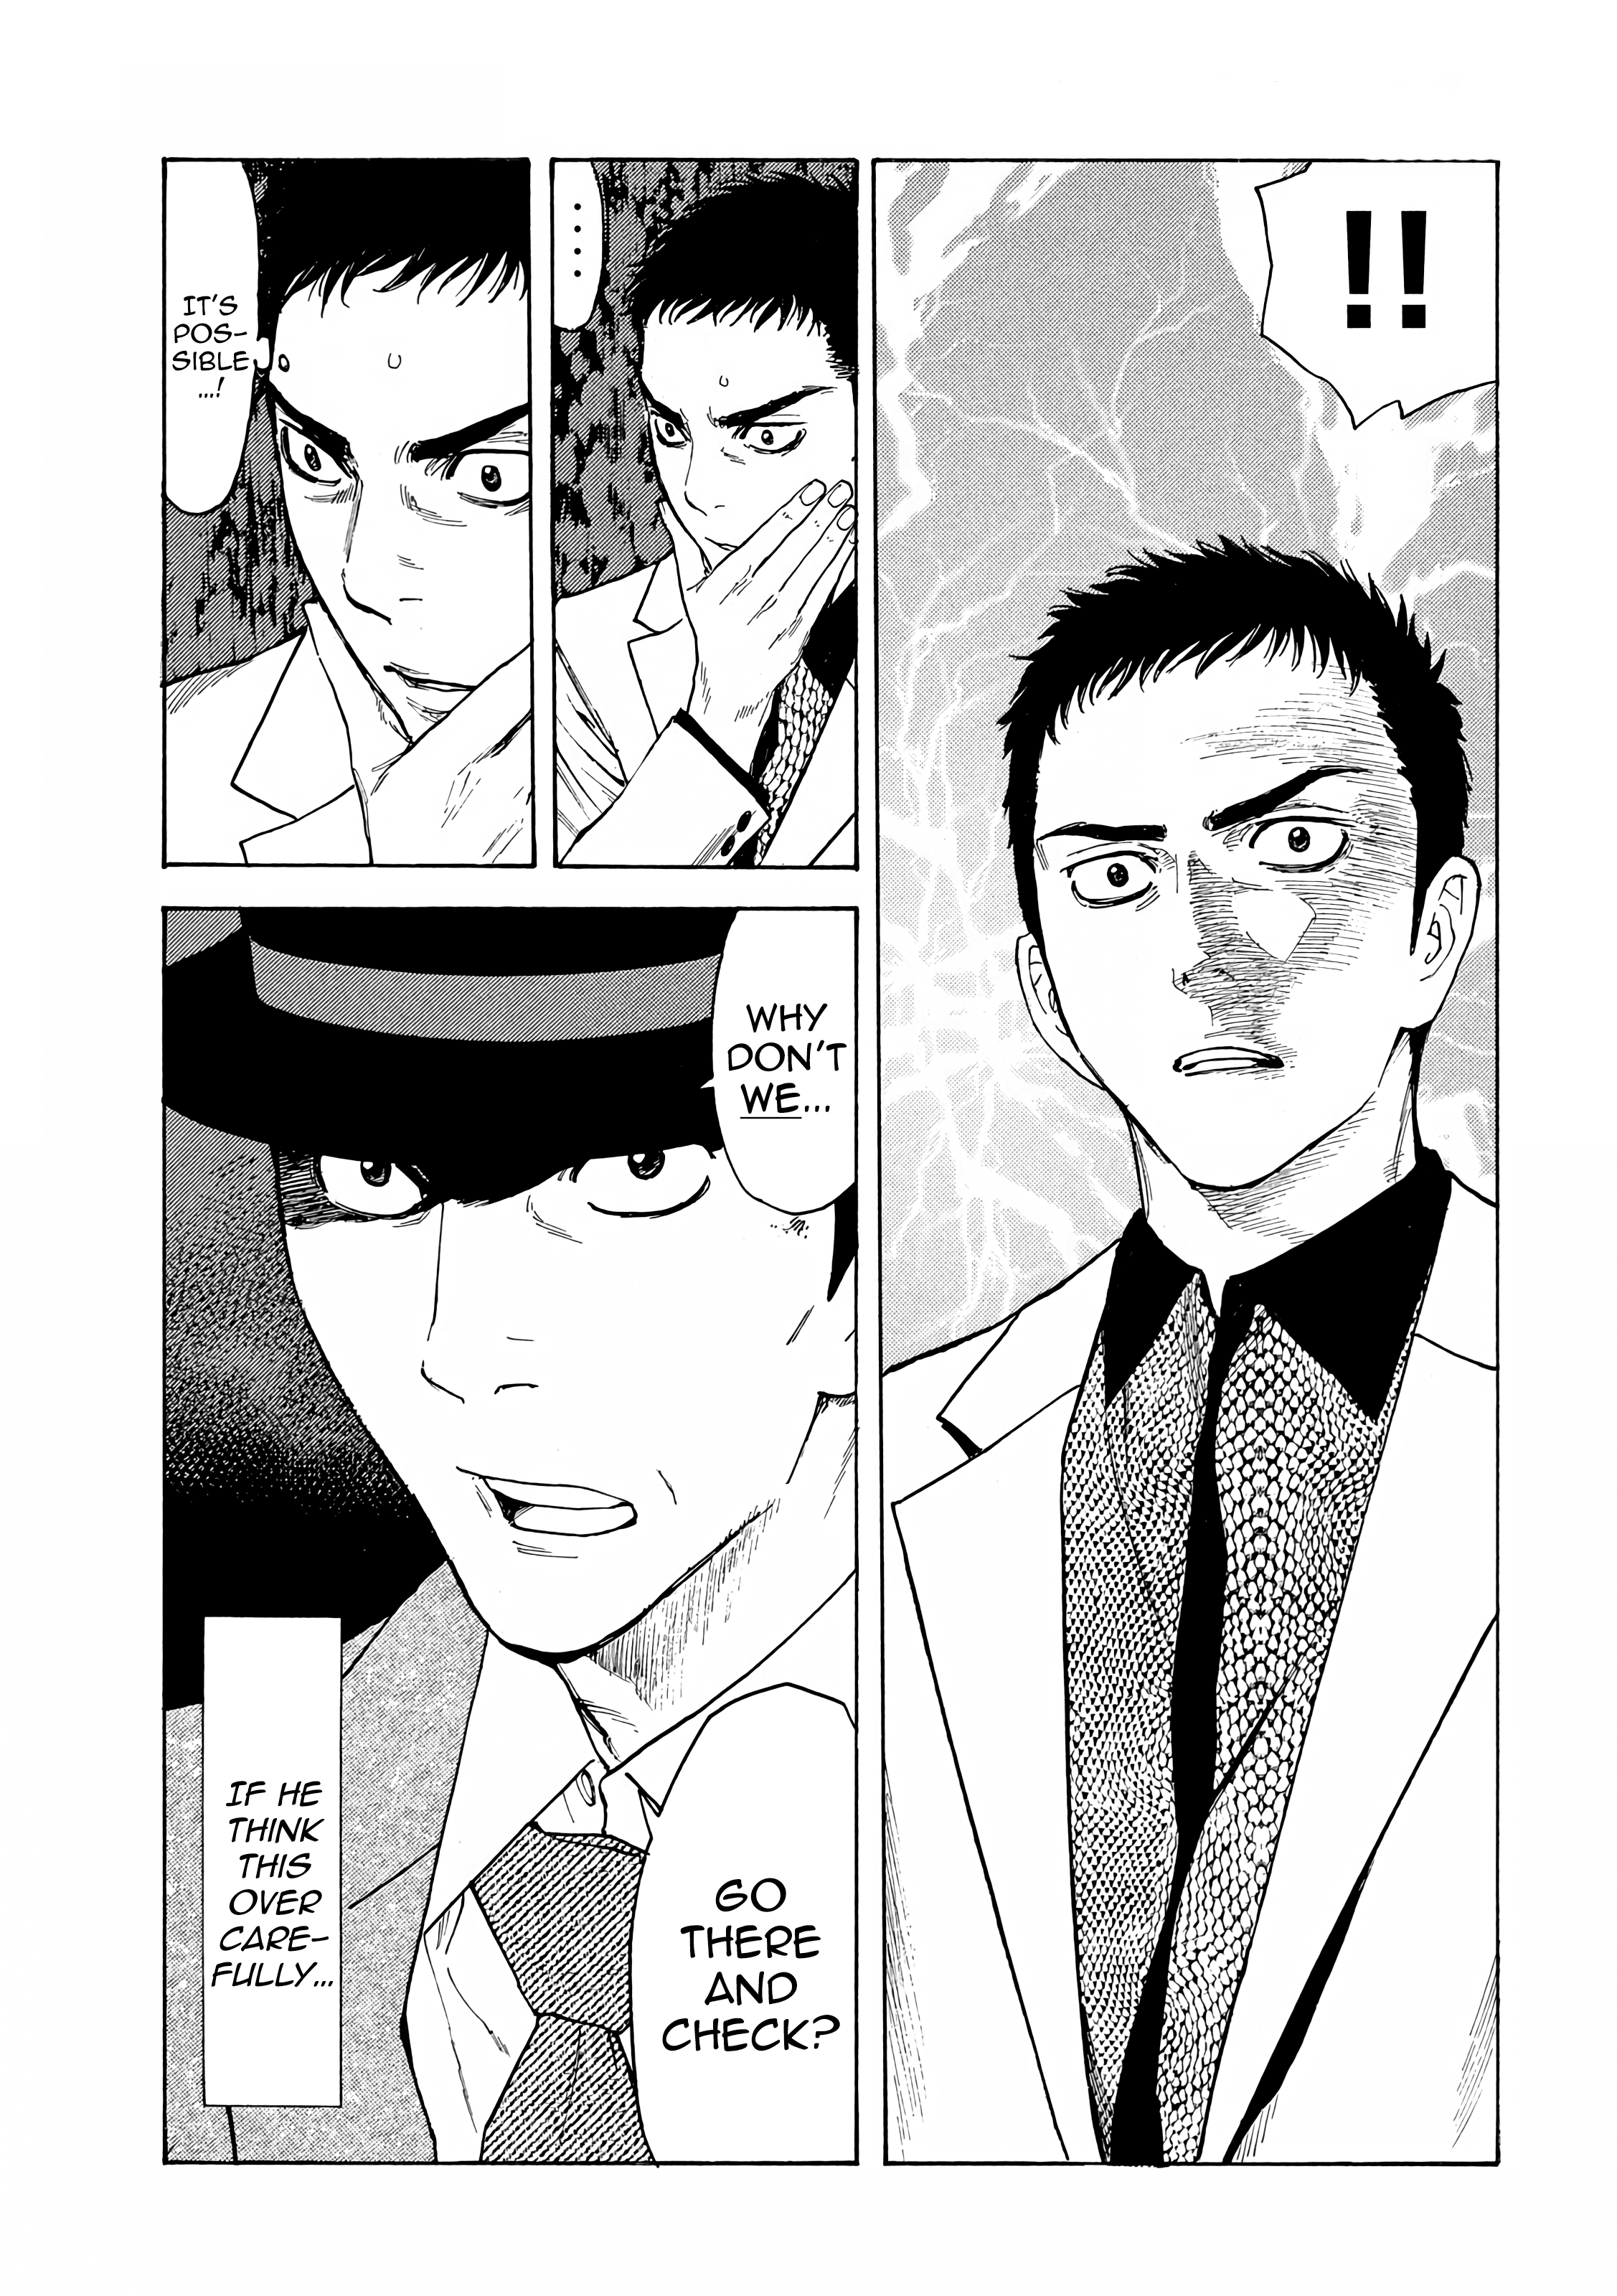 !!
....
IT'S
POS-
SIBLE
...!
WHY
DON'T
WE...
GO
THERE
AND
CHECK?
IF HE
THINK
THIS
OVER
CARE-
FULLY...